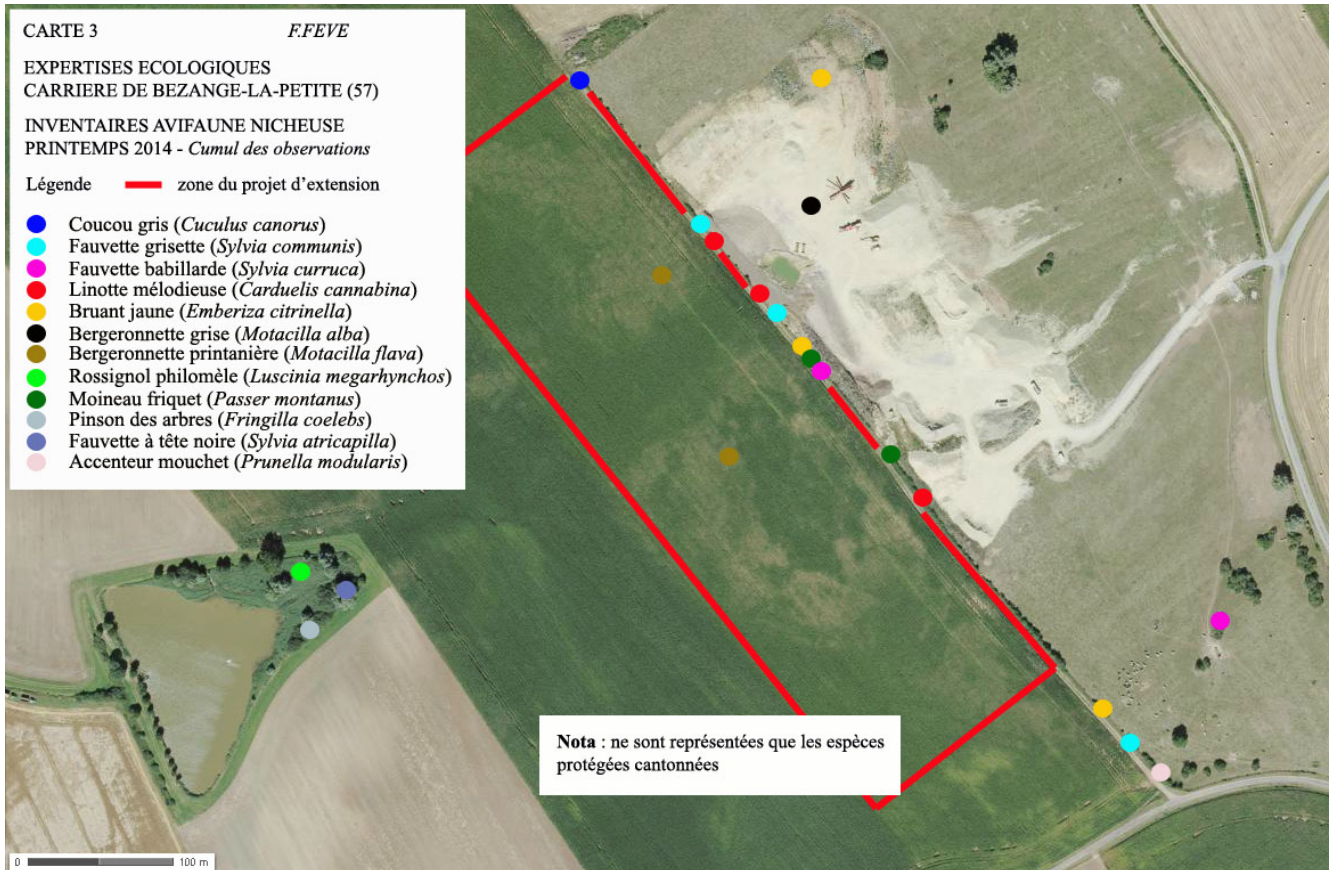 CARTE 3 F.FEVE
EXPERTISES ECOLOGIQUES
CARRIERE DE BEZANGE-LA-PETITE (57)
INVENTAIRES AVIFAUNE NICHEUSE
PRINTEMPS 2014 - Cumul des observations
Légende zone du projet d'extension
Coucou gris (Cuculus canorus)
Fauvette grisette (Sylvia communis)
Fauvette babillarde (Sylvia curruca)
Linotte mélodieuse (Carduelis cannabina)
Bruant jaune (Emberiza citrinella)
Bergeronnette grise (Motacilla alba)
Bergeronnette printanière (Motacilla flava)
Rossignol philomèle (Luscinia megarhynchos)
Moineau friquet (Passer montanus)
Pinson des arbres (Fringilla coelebs)
Fauvette à tête noire (Sylvia atricapilla)
Accenteur mouchet (Prunella modularis)
Nota : ne sont représentées que les espèces
protégées cantonnées
0 100 m